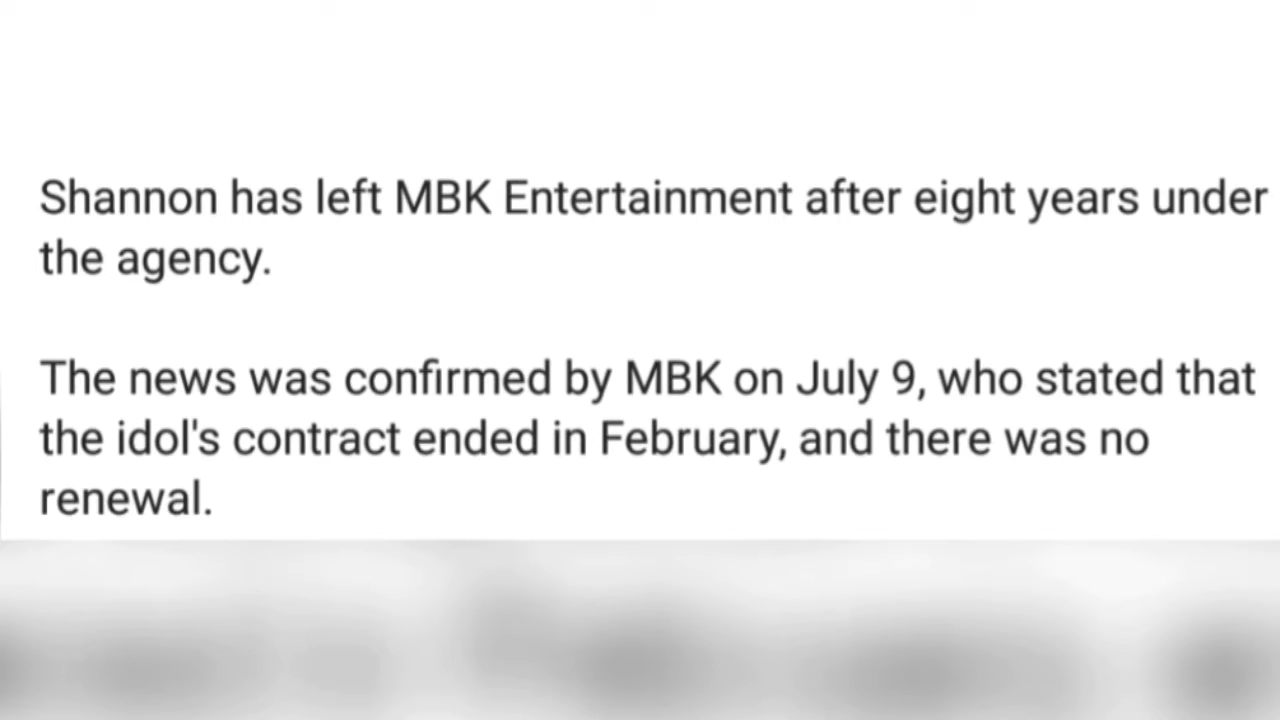 Shannon has left MBK Entertainment after eight years under
the agency.
The news was confirmed by MBK on July 9, who stated that
the idol's contract ended in February, and there was no
renewal.